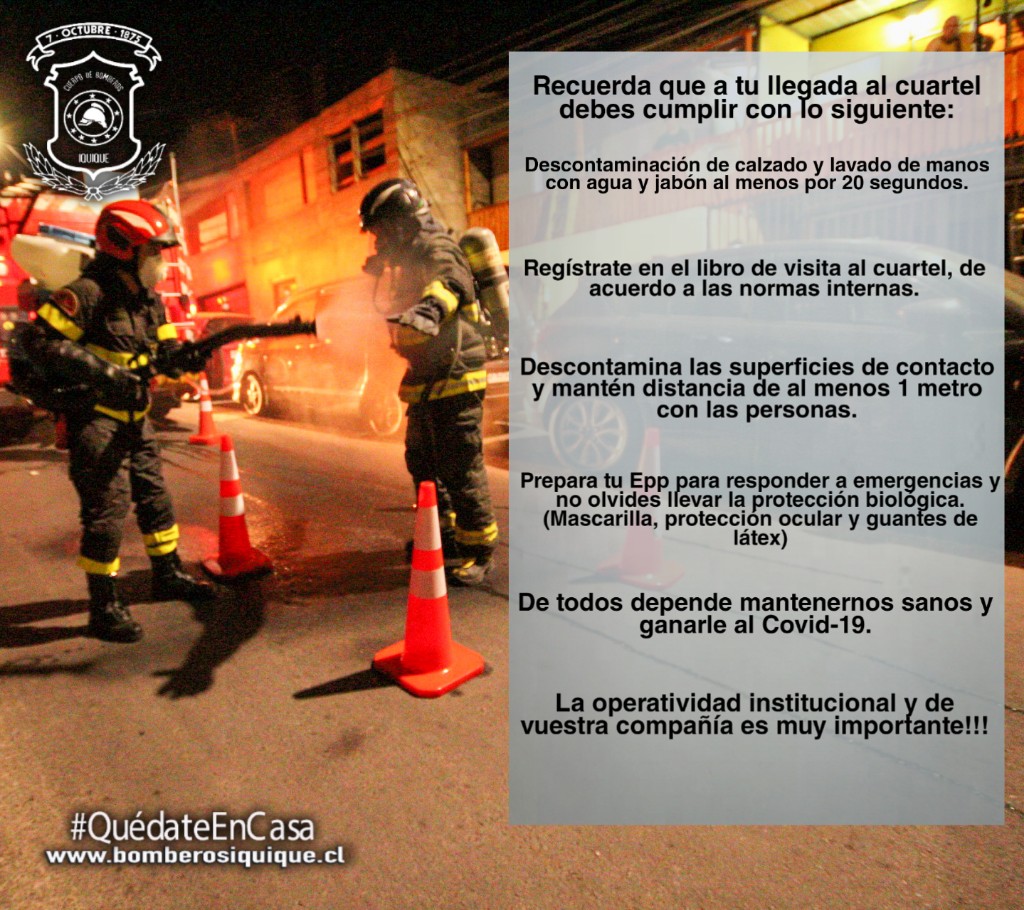 7 - OCTUBRE - 1875
CUERPO DE BOMBEROS
IQUIQUE
Recuerda que a tu llegada al cuartel
debes cumplir con lo siguiente:
Descontaminación de calzado y lavado de manos
con agua y jabón al menos por 20 segundos.
Regístrate en el libro de visita al cuartel, de
acuerdo a las normas internas.
Descontamina las superficies de contacto
y mantén distancia de al menos 1 metro
con las personas.
Prepara tu Epp para responder a emergencias y
no olvides llevar la protección biológica.
(Mascarilla, protección ocular y guantes de
látex)
De todos depende mantenernos sanos y
ganarle al Covid-19.
La operatividad institucional y de
vuestra compañía es muy importante!!!
#QuédateEnCasa
www.bomberosiquique.cl